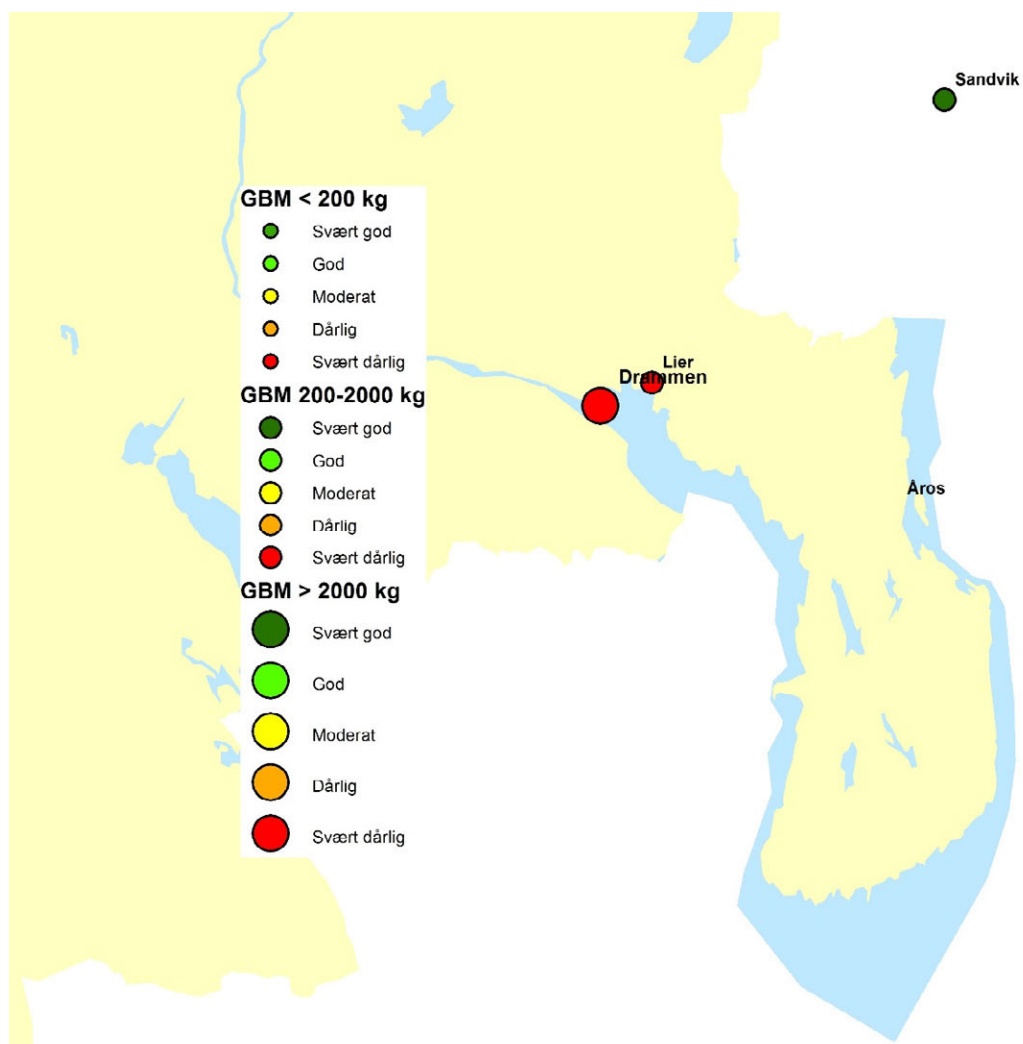 Sandvik
GBM < 200 kg
Svært god
God
Moderat
Dårlig
Svært dårlig
Lier
Drammen
GBM 200-2000 kg
Svært god
God
Moderat
Dårlig
Svært dårlig
Åros
GBM > 2000 kg
Svært god
God
Moderat
Dårlig
Svært dårlig